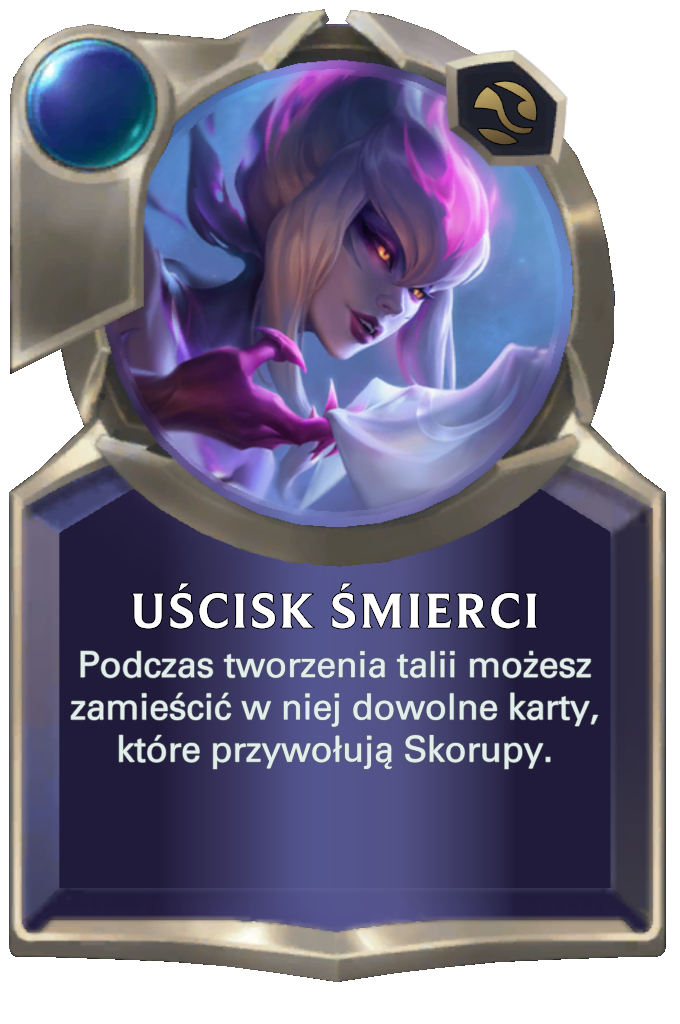 UŚCISK ŚMIERCI
Podczas tworzenia talii możesz
zamieścić w niej dowolne karty,
które przywołują Skorupy.